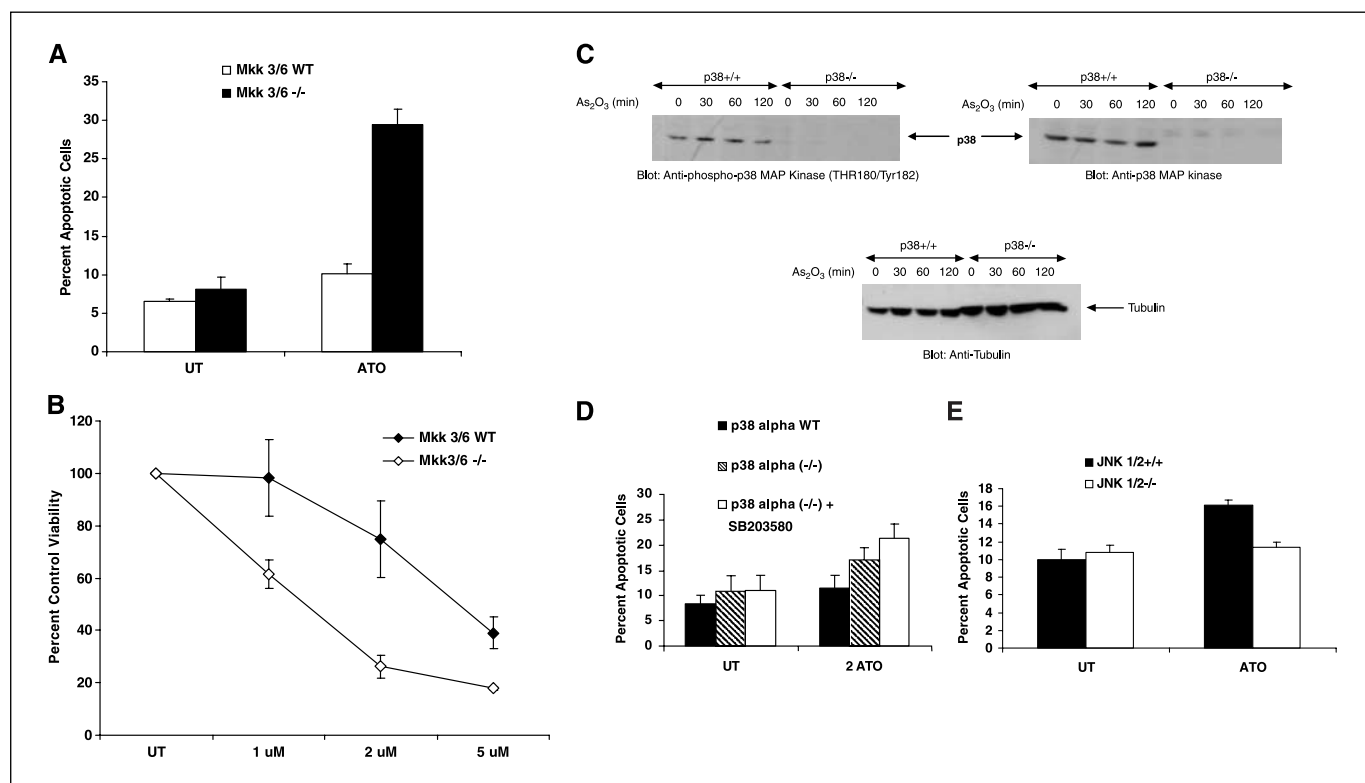 A
Mkk 3/6 WT
Mkk 3/6 -/-
Percent Apoptotic Cells
35
30
25
20
15
10
5
0
UT ATO
B
Mkk 3/6 WT
Mkk3/6 -/-
Percent Control Viability
120
100
80
60
40
20
0
UT 1 uM 2 uM 5 uM
C
p38+/+ p38-/-
As₂O₃ (min) 0 30 60 120 0 30 60 120
p38
Blot: Anti-phospho-p38 MAP Kinase (THR180/Tyr182)
p38+/+ p38-/-
As₂O₃ (min) 0 30 60 120 0 30 60 120
Blot: Anti-p38 MAP kinase
p38+/+ p38-/-
As₂O₃ (min) 0 30 60 120 0 30 60 120
Tubulin
Blot: Anti-Tubulin
D
p38 alpha WT
p38 alpha (-/-)
p38 alpha (-/-) +
SB203580
Percent Apoptotic Cells
30
25
20
15
10
5
0
UT 2 ATO
E
JNK 1/2+/+
JNK 1/2-/-
Percent Apoptotic Cells
18
16
14
12
10
8
6
4
2
0
UT ATO